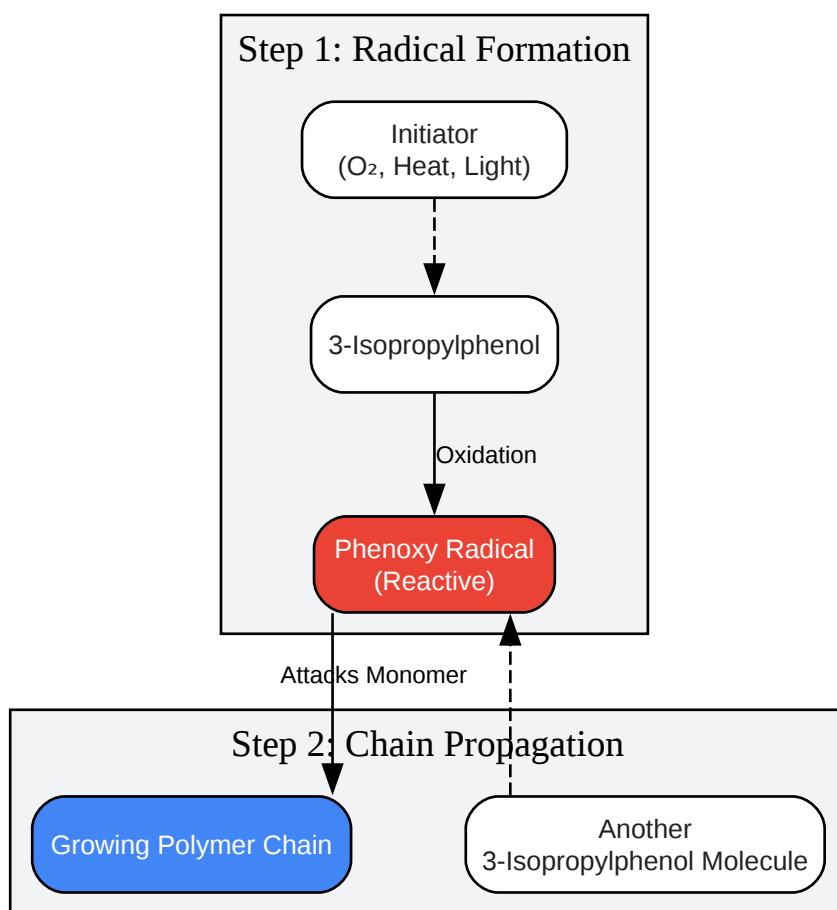 Step 1: Radical Formation
Initiator
(O₂, Heat, Light)
3-Isopropylphenol
Oxidation
Phenoxy Radical
(Reactive)
Attacks Monomer
Step 2: Chain Propagation
Growing Polymer Chain
Another
3-Isopropylphenol Molecule